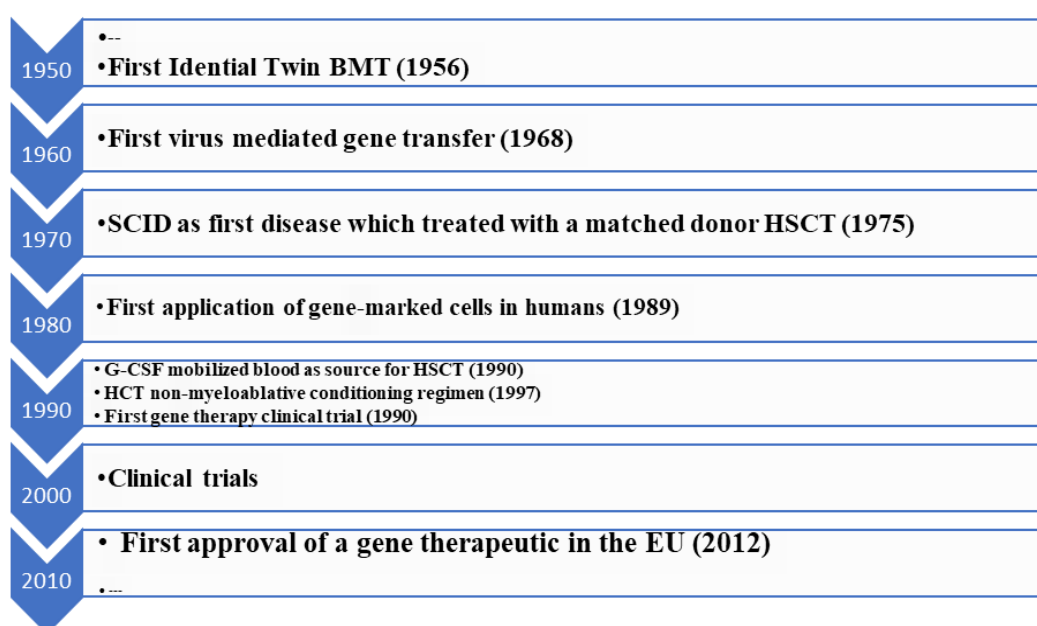 •--
1950
•First Idential Twin BMT (1956)
1960
•First virus mediated gene transfer (1968)
1970
•SCID as first disease which treated with a matched donor HSCT (1975)
1980
•First application of gene-marked cells in humans (1989)
1990
• G-CSF mobilized blood as source for HSCT (1990)
• HCT non-myeloablative conditioning regimen (1997)
• First gene therapy clinical trial (1990)
2000
•Clinical trials
2010
• First approval of a gene therapeutic in the EU (2012)
• ---